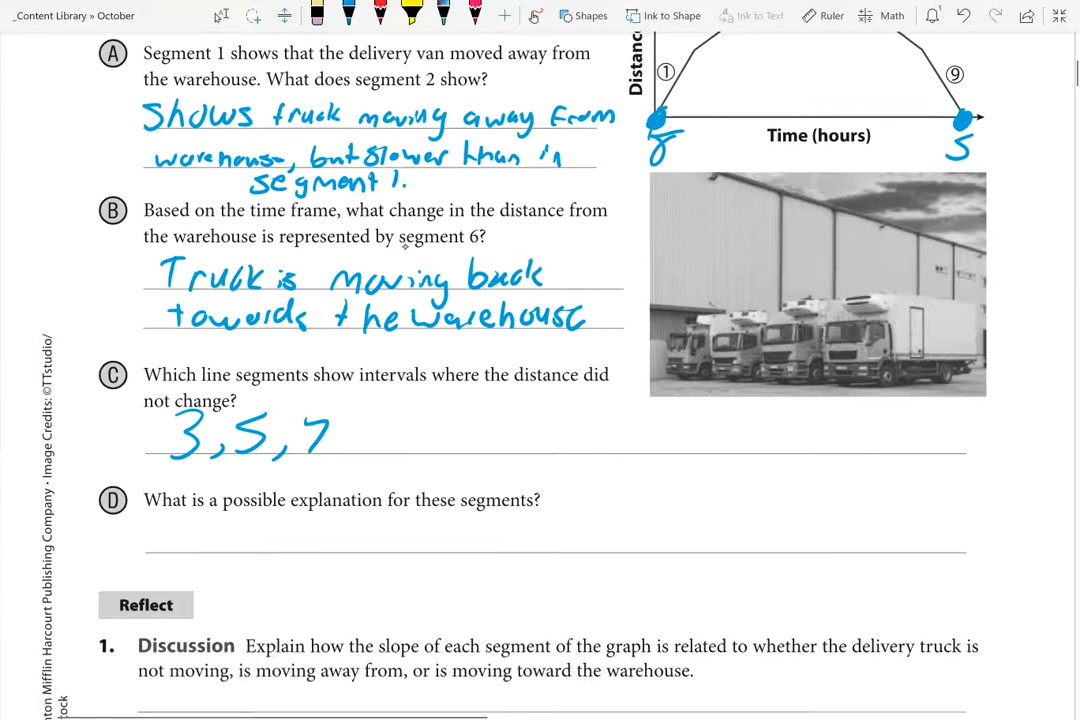 _Content Library » October
Shapes
Ink to Shape
Ink to Text
Ruler
Math
A Segment 1 shows that the delivery van moved away from
the warehouse. What does segment 2 show?
Shows truck moving away From
warehouse, but slower than in
segment 1.
B Based on the time frame, what change in the distance from
the warehouse is represented by segment 6?
Truck is moving back
towards the warehouse
C Which line segments show intervals where the distance did
not change?
3, 5, 7
D What is a possible explanation for these segments?
Reflect
1. Discussion Explain how the slope of each segment of the graph is related to whether the delivery truck is
not moving, is moving away from, or is moving toward the warehouse.
1
9
Time (hours)
8
5
Houghton Mifflin Harcourt Publishing Company • Image Credits: ©TTstudio/